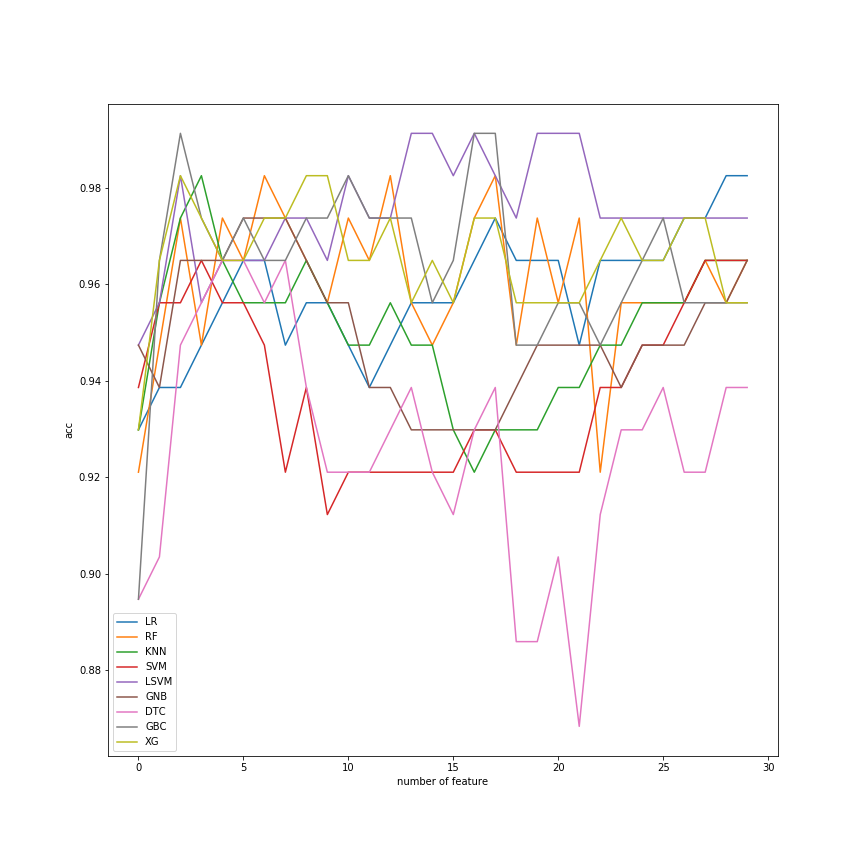 acc
0.98
0.96
0.94
0.92
0.90
0.88
LR
RF
KNN
SVM
LSVM
GNB
DTC
GBC
XG
0 5 10 15 20 25 30
number of feature